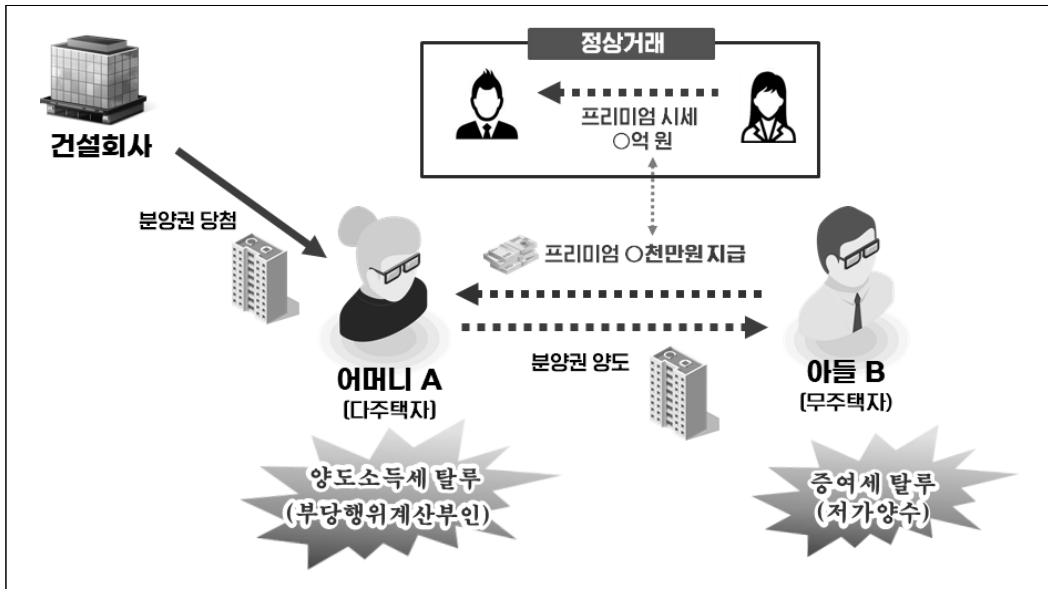 정상거래
프리미엄 시세
○억 원
건설회사
분양권 당첨
프리미엄 ○천만원 지급
분양권 양도
어머니 A
(다주택자)
아들 B
(무주택자)
양도소득세 탈루
(부당행위계산부인)
증여세 탈루
(저가양수)